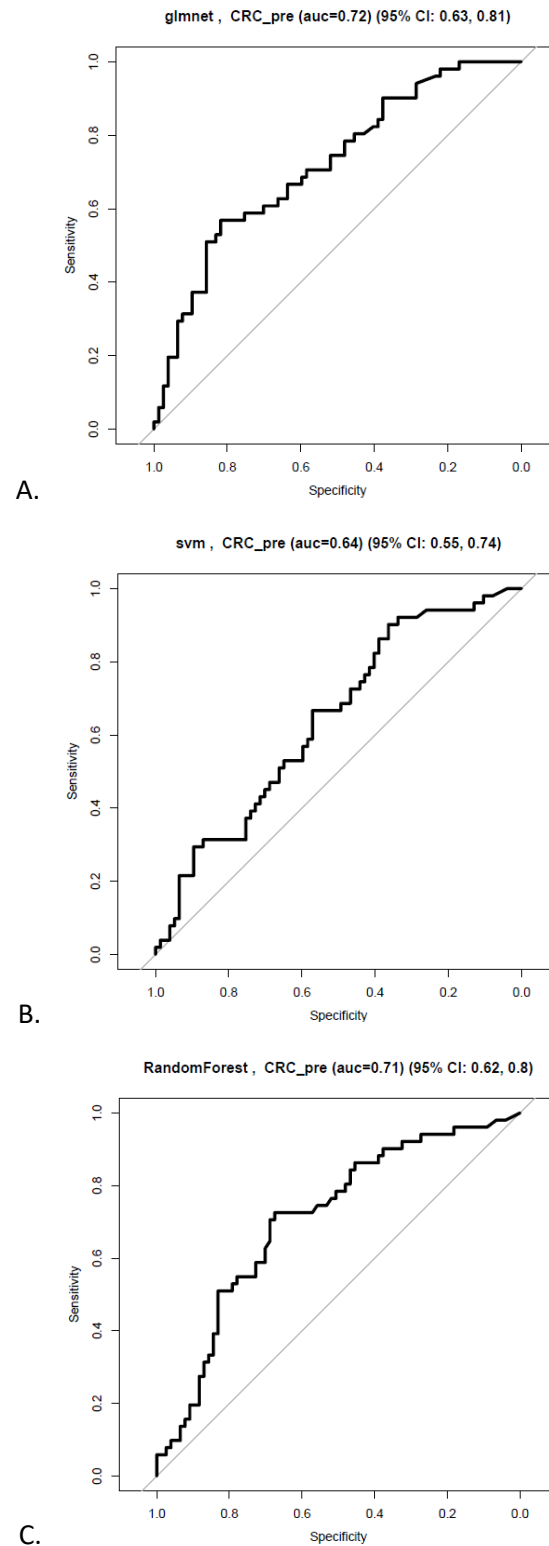 glmnet , CRC_pre (auc=0.72) (95% CI: 0.63, 0.81)
Sensitivity
1.0
0.8
0.6
0.4
0.2
0.0
1.0 0.8 0.6 0.4 0.2 0.0
Specificity
A.
svm , CRC_pre (auc=0.64) (95% CI: 0.55, 0.74)
Sensitivity
1.0
0.8
0.6
0.4
0.2
0.0
1.0 0.8 0.6 0.4 0.2 0.0
Specificity
B.
RandomForest , CRC_pre (auc=0.71) (95% CI: 0.62, 0.8)
Sensitivity
1.0
0.8
0.6
0.4
0.2
0.0
1.0 0.8 0.6 0.4 0.2 0.0
Specificity
C.